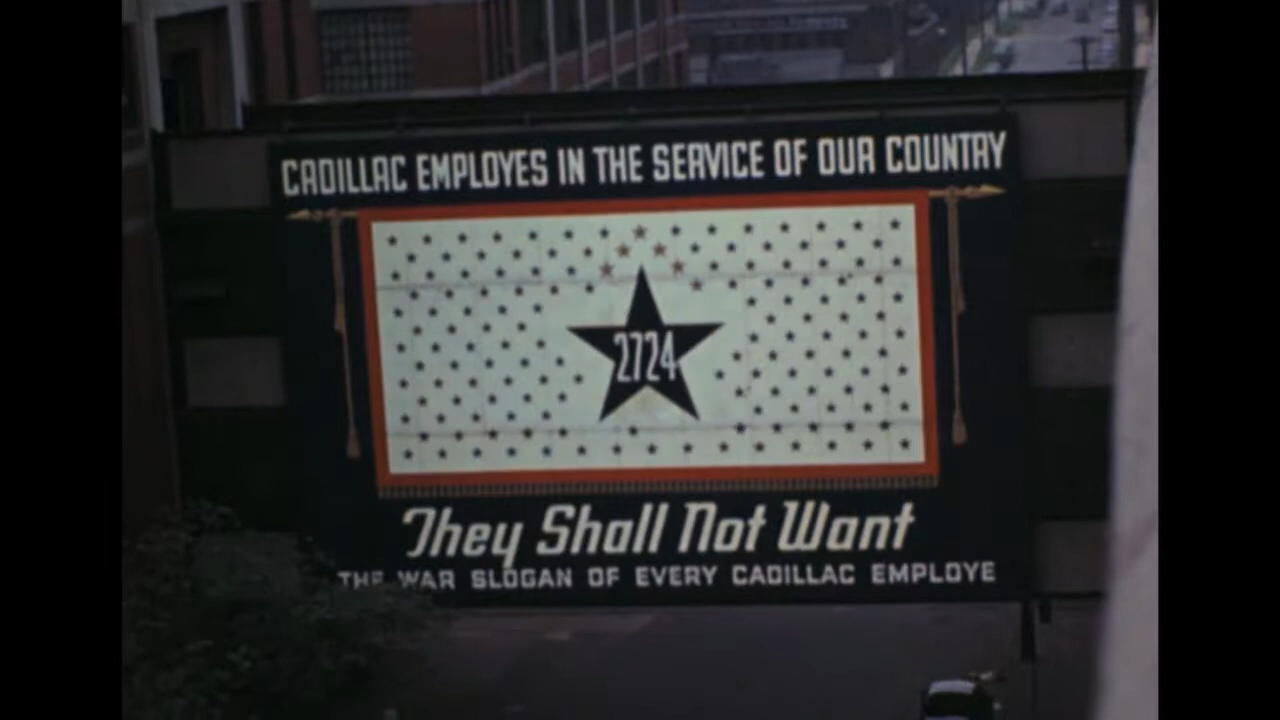 CADILLAC EMPLOYES IN THE SERVICE OF OUR COUNTRY
2724
They Shall Not Want
THE WAR SLOGAN OF EVERY CADILLAC EMPLOYE